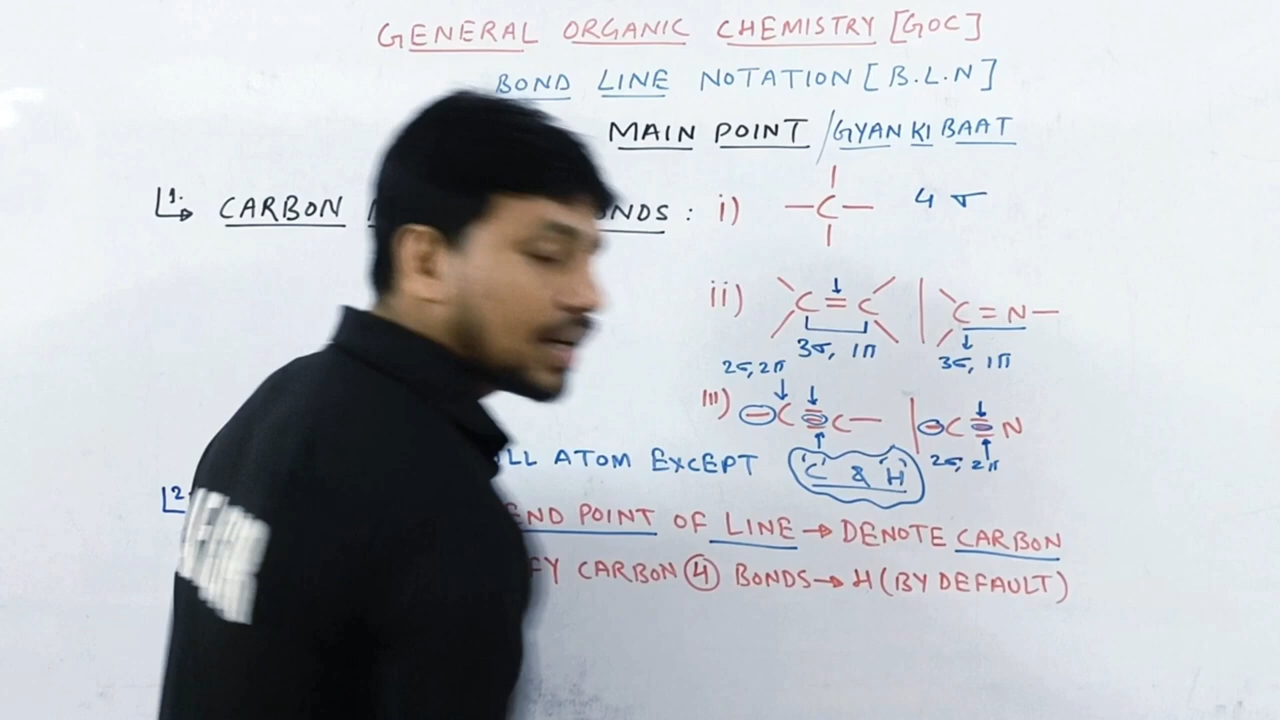 GENERAL ORGANIC CHEMISTRY [GOC]
BOND LINE NOTATION [B.L.N]
MAIN POINT / GYAN KI BAAT
1. CARBON NDS : i) —C— 4 σ
ii) C = C | C = N —
3σ, 1π 3σ, 1π
2σ, 2π
iii) — C ≡ C — | — C ≡ N
2σ, 2π
2 LL ATOM EXCEPT 'C' & 'H'
END POINT OF LINE → DENOTE CARBON
FY CARBON 4 BONDS → H (BY DEFAULT)